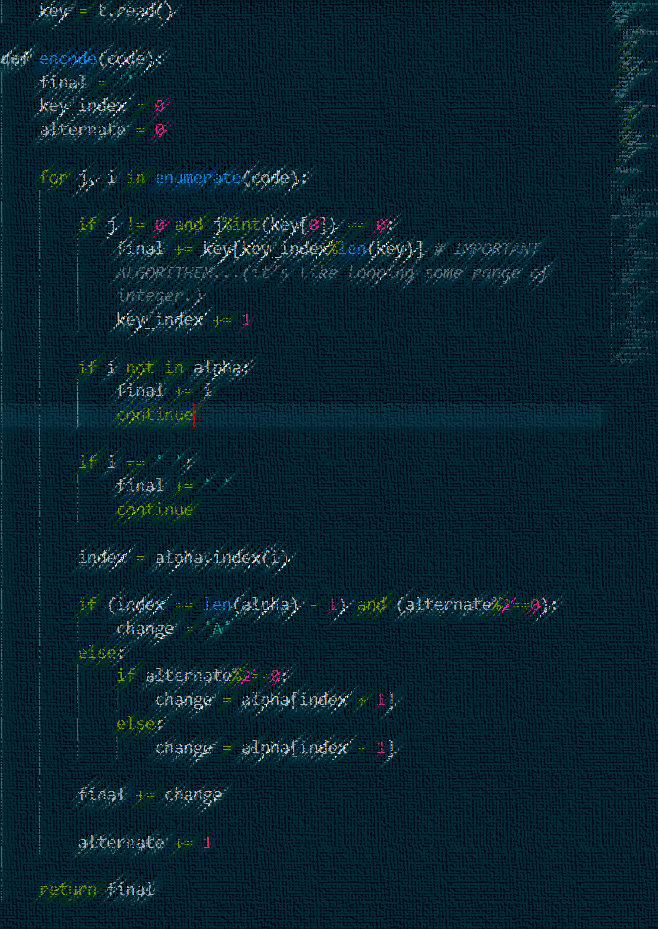 key = t.read()
def encode(code):
final = ''
key_index = 0
alternate = 0
for j, i in enumerate(code):
if j != 0 and j%int(key[0]) == 0:
final += key[key_index%len(key)] # IMPORTANT
ALGORITHEM...(it's like looping some range of
integer.)
key_index += 1
if i not in alpha:
final += i
continue
if i == ' ':
final += ' '
continue
index = alpha.index(i)
if (index == len(alpha) - 1) and (alternate%2==0):
change = 'A'
else:
if alternate%2==0:
change = alpha[index + 1]
else:
change = alpha[index - 1]
final += change
alternate += 1
return final